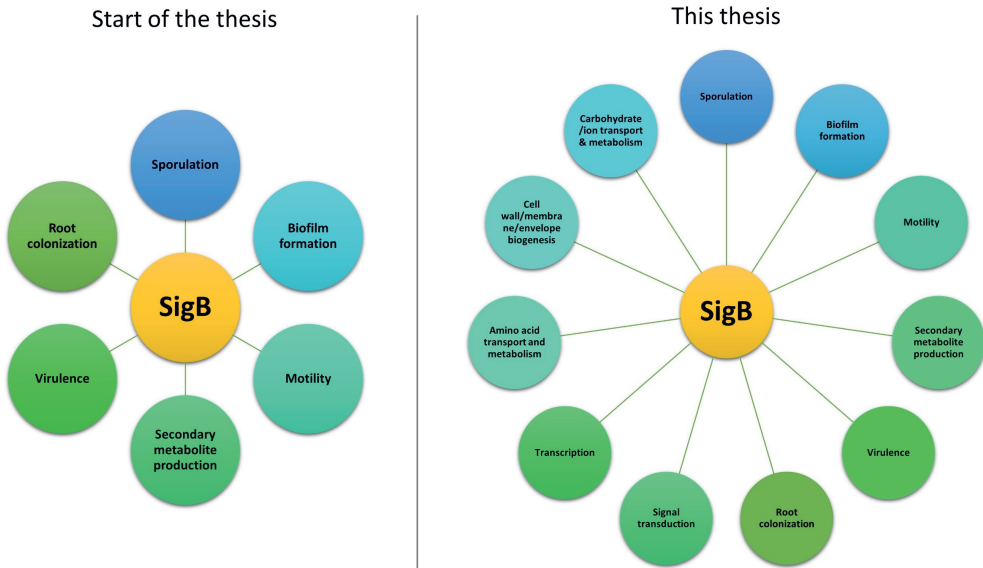 Start of the thesis
Sporulation
Biofilm
formation
Motility
Secondary
metabolite
production
Virulence
Root
colonization
SigB
This thesis
Sporulation
Biofilm
formation
Motility
Secondary
metabolite
production
Virulence
Root
colonization
Signal
transduction
Transcription
Amino acid
transport and
metabolism
Cell
wall/membra
ne/envelope
biogenesis
Carbohydrate
/ion transport
& metabolism
SigB